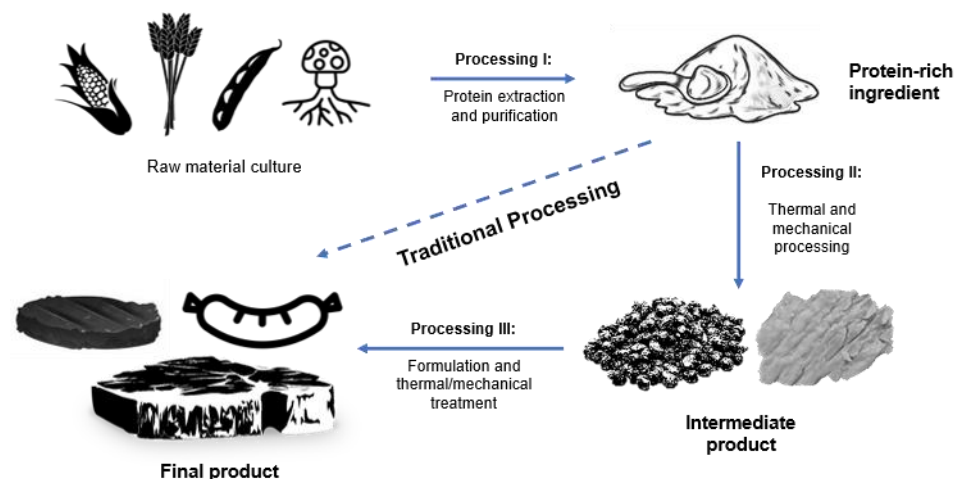 Processing I:
Protein extraction
and purification
Protein-rich
ingredient
Raw material culture
Processing II:
Thermal and
mechanical
processing
Traditional Processing
Processing III:
Formulation and
thermal/mechanical
treatment
Intermediate
product
Final product